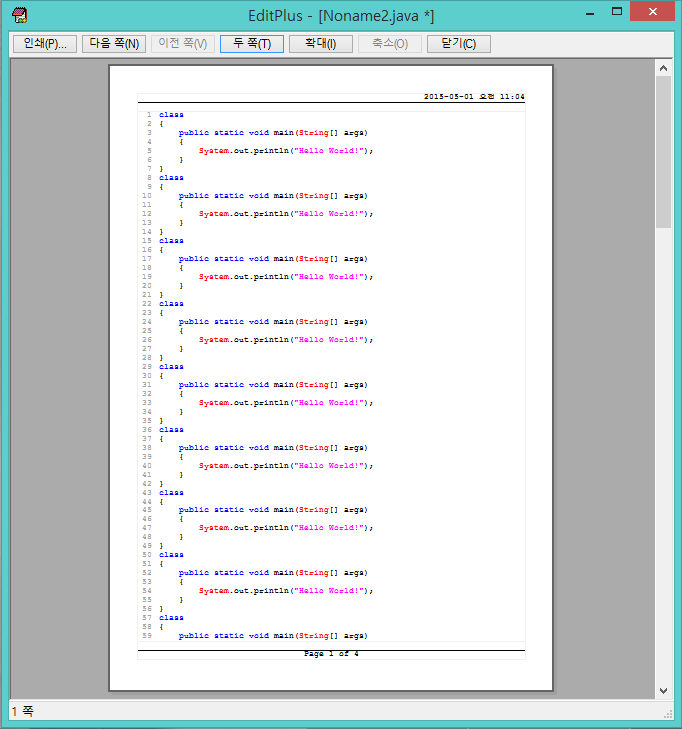 EditPlus - [Noname2.java *]
인쇄(P)... 다음 쪽(N) 이전 쪽(V) 두 쪽(T) 확대(I) 축소(O) 닫기(C)
2015-05-01 오전 11:04
1 class
2 {
3 public static void main(String[] args)
4 {
5 System.out.println("Hello World!");
6 }
7 }
8 class
9 {
10 public static void main(String[] args)
11 {
12 System.out.println("Hello World!");
13 }
14 }
15 class
16 {
17 public static void main(String[] args)
18 {
19 System.out.println("Hello World!");
20 }
21 }
22 class
23 {
24 public static void main(String[] args)
25 {
26 System.out.println("Hello World!");
27 }
28 }
29 class
30 {
31 public static void main(String[] args)
32 {
33 System.out.println("Hello World!");
34 }
35 }
36 class
37 {
38 public static void main(String[] args)
39 {
40 System.out.println("Hello World!");
41 }
42 }
43 class
44 {
45 public static void main(String[] args)
46 {
47 System.out.println("Hello World!");
48 }
49 }
50 class
51 {
52 public static void main(String[] args)
53 {
54 System.out.println("Hello World!");
55 }
56 }
57 class
58 {
59 public static void main(String[] args)
Page 1 of 4
1 쪽